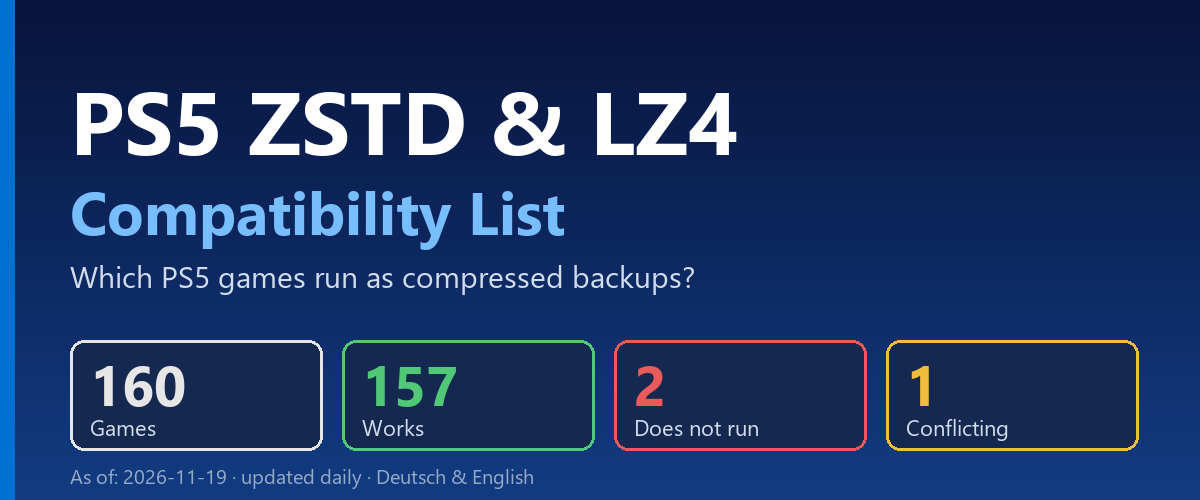 PS5 ZSTD & LZ4
Compatibility List
Which PS5 games run as compressed backups?
160
Games
157
Works
2
Does not run
1
Conflicting
As of: 2026-11-19 · updated daily · Deutsch & English